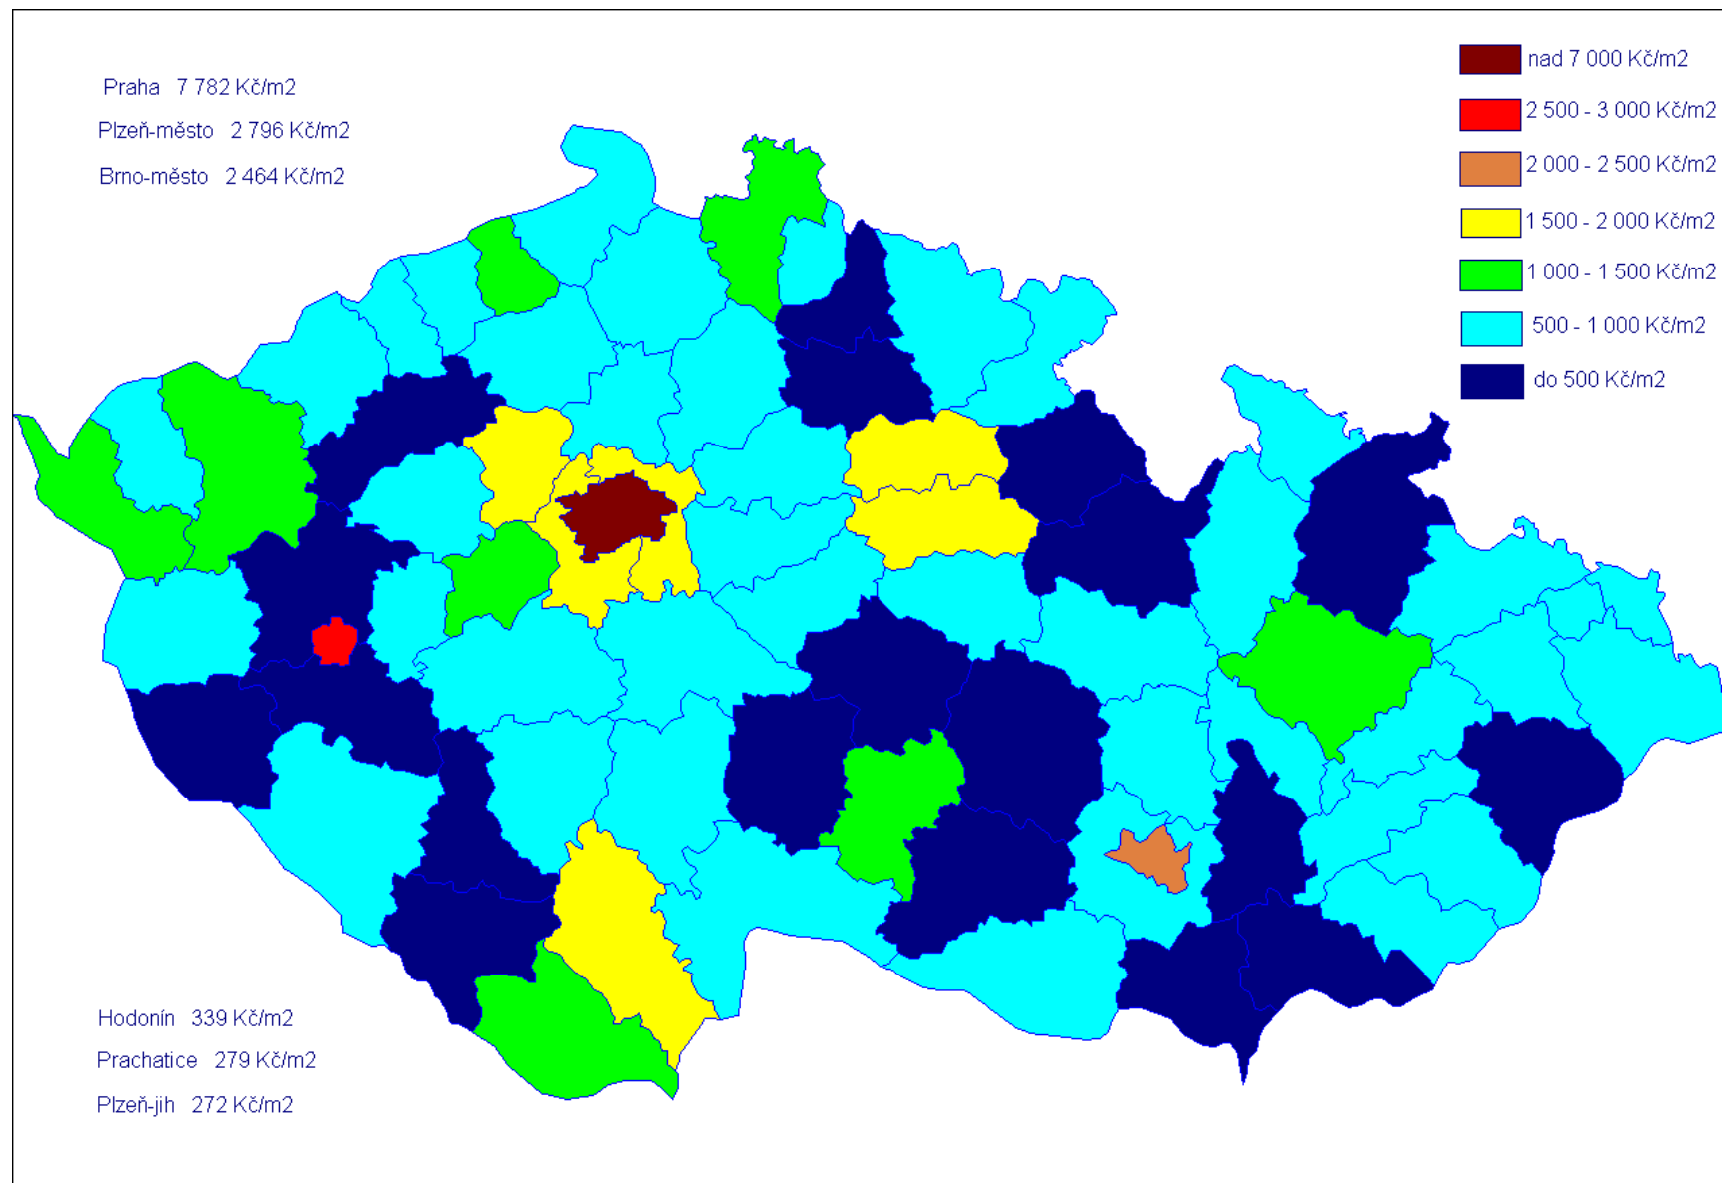 Praha 7 782 Kč/m2
Plzeň-město 2 796 Kč/m2
Brno-město 2 464 Kč/m2
nad 7 000 Kč/m2
2 500 - 3 000 Kč/m2
2 000 - 2 500 Kč/m2
1 500 - 2 000 Kč/m2
1 000 - 1 500 Kč/m2
500 - 1 000 Kč/m2
do 500 Kč/m2
Hodonín 339 Kč/m2
Prachatice 279 Kč/m2
Plzeň-jih 272 Kč/m2